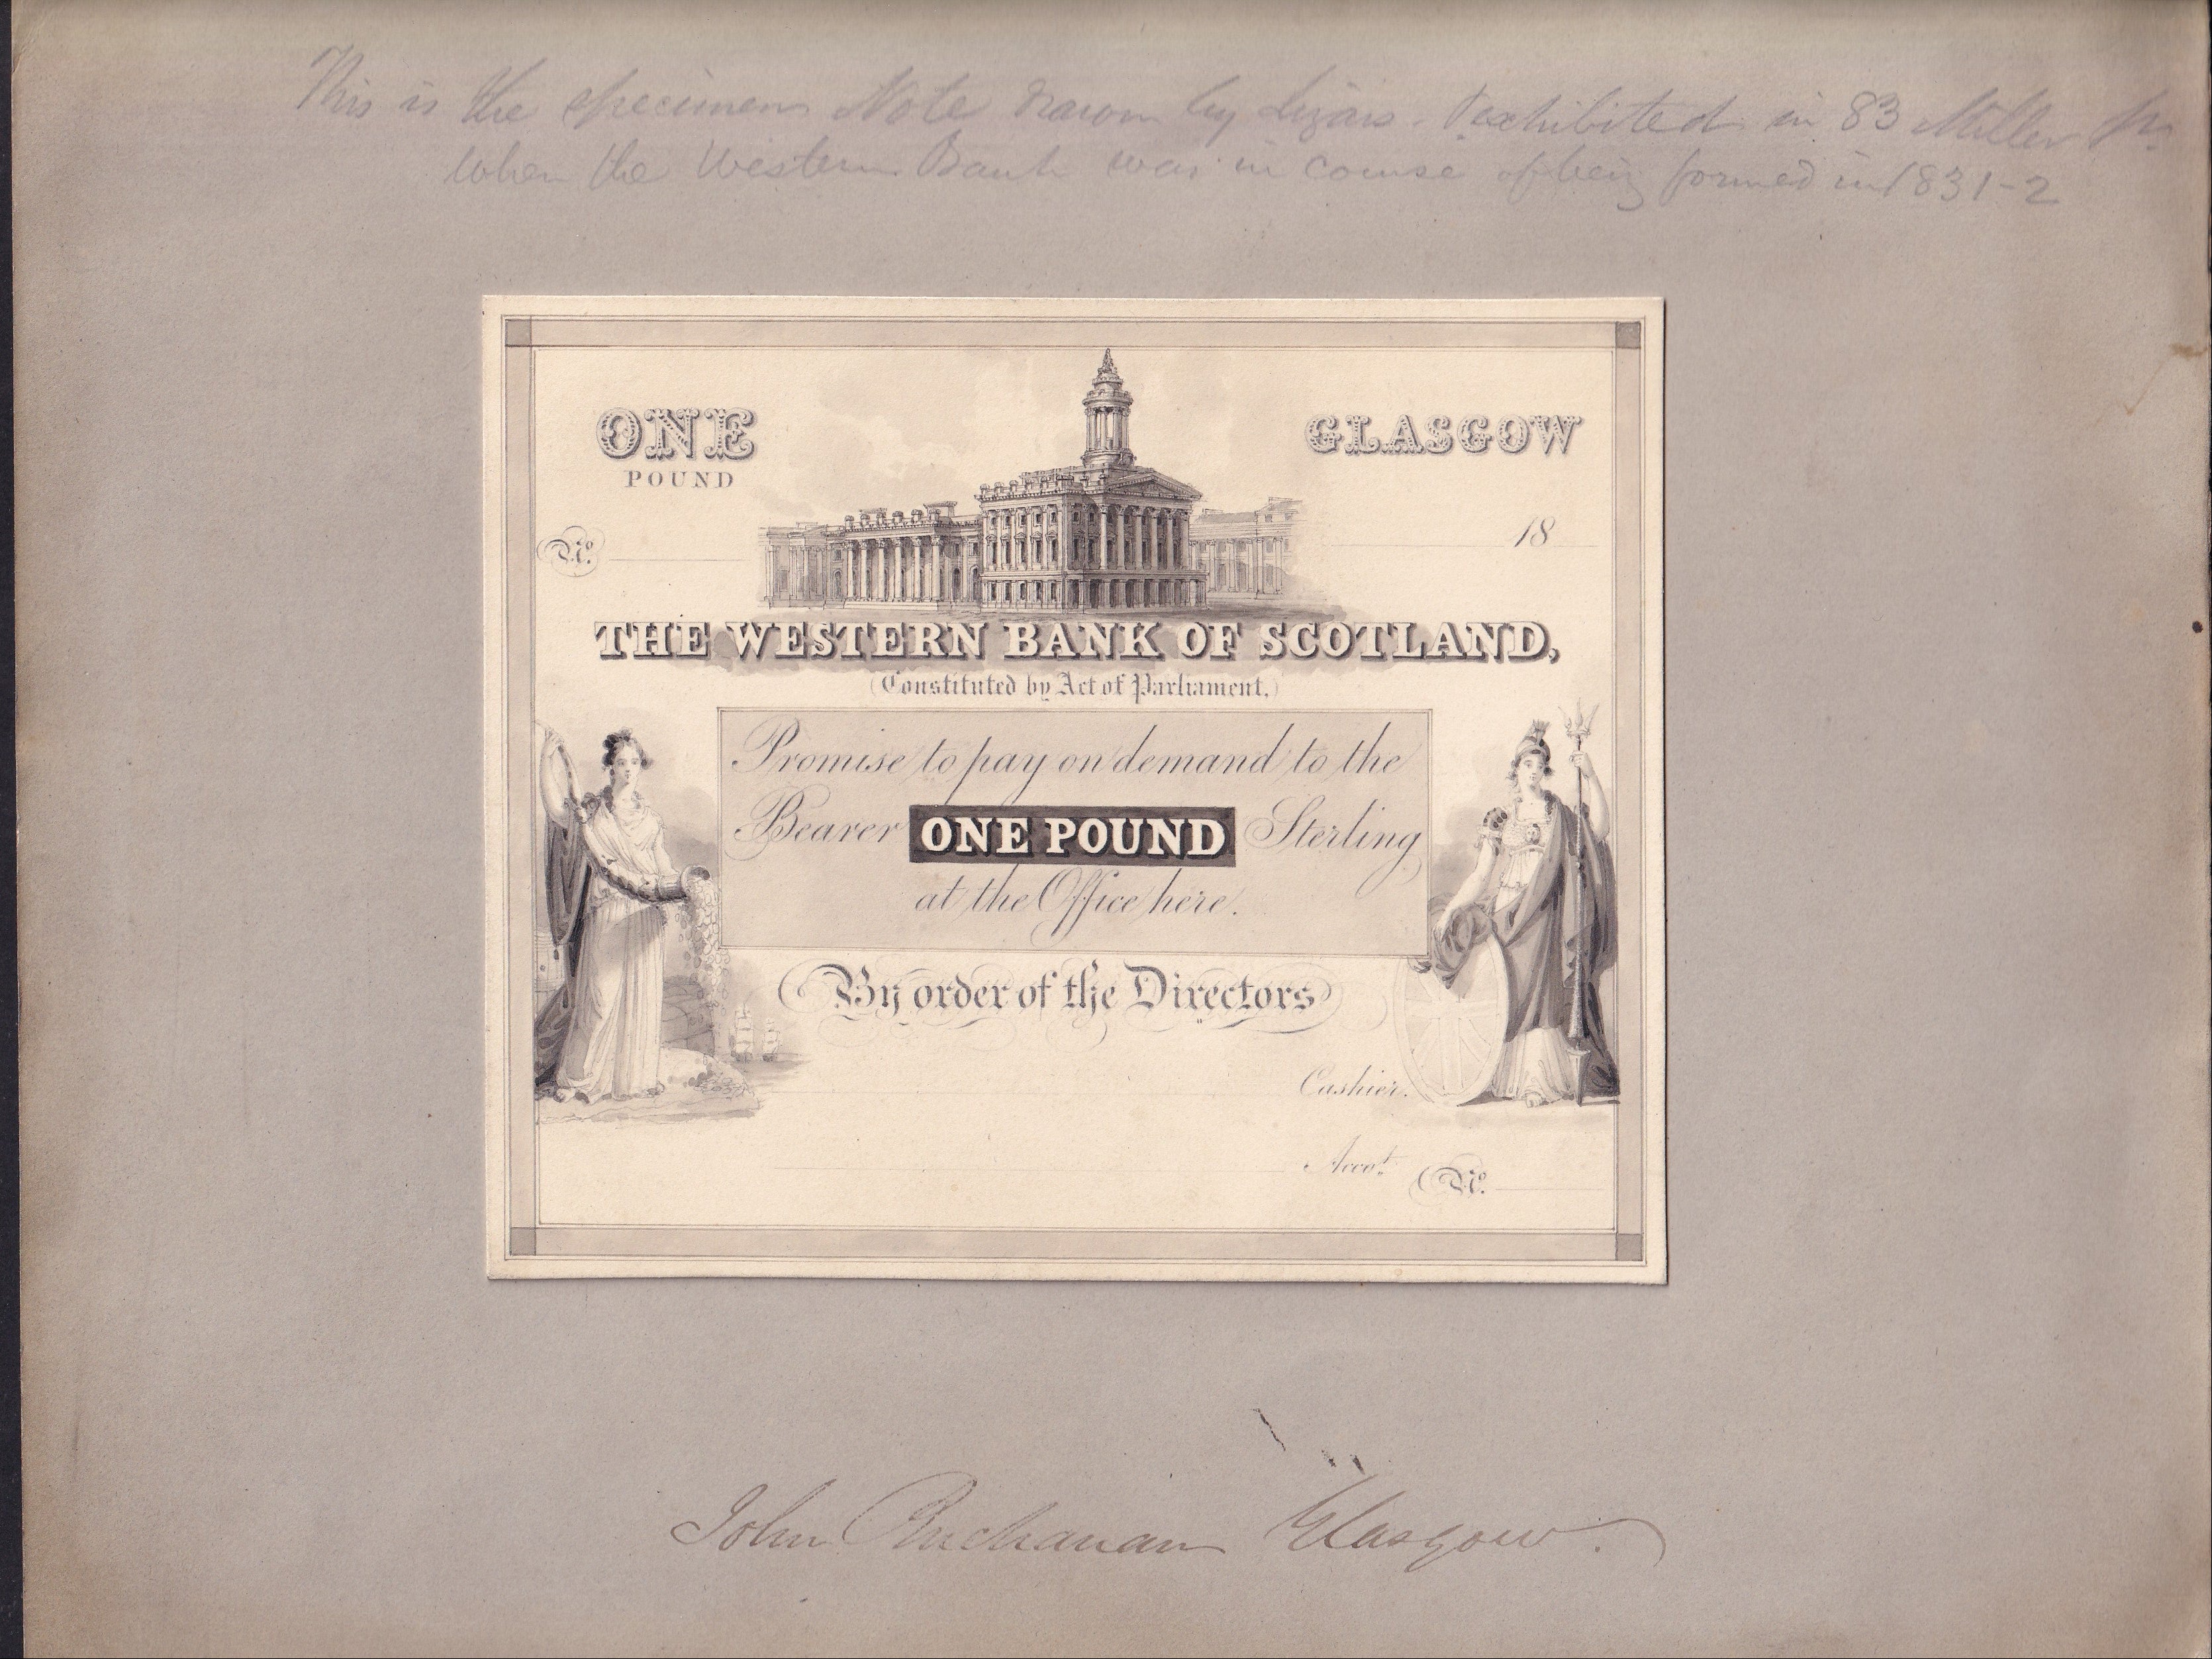 This is the specimen Note drawn by Lizars & exhibited in 83 Miller St.
when the Western Bank was in course of being formed in 1831-2
ONE
POUND
GLASGOW
No.
18
THE WESTERN BANK OF SCOTLAND,
(Constituted by Act of Parliament.)
Promise to pay on demand to the
Bearer ONE POUND Sterling
at the Office here.
By order of the Directors
Cashier.
Accot.
No.
John Buchanan Glasgow.